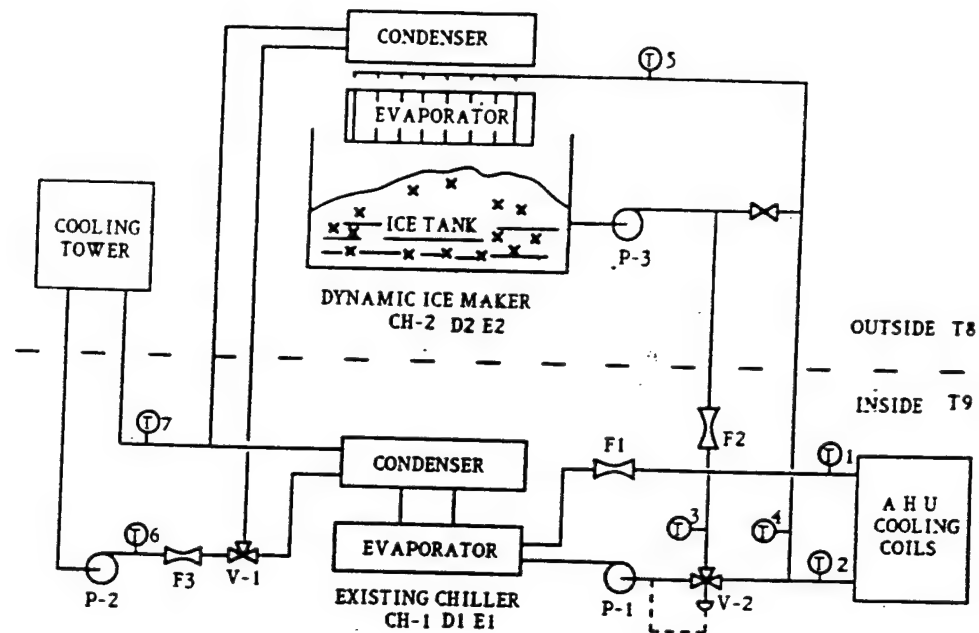 CONDENSER
T 5
EVAPORATOR
COOLING
TOWER
ICE TANK
P-3
DYNAMIC ICE MAKER
CH-2 D2 E2
OUTSIDE T8
INSIDE T9
T 7
F1
F2
T 1
CONDENSER
A H U
COOLING
COILS
T 6
T 3
T 4
EVAPORATOR
T 2
P-2
F3
V-1
P-1
V-2
EXISTING CHILLER
CH-1 D1 E1